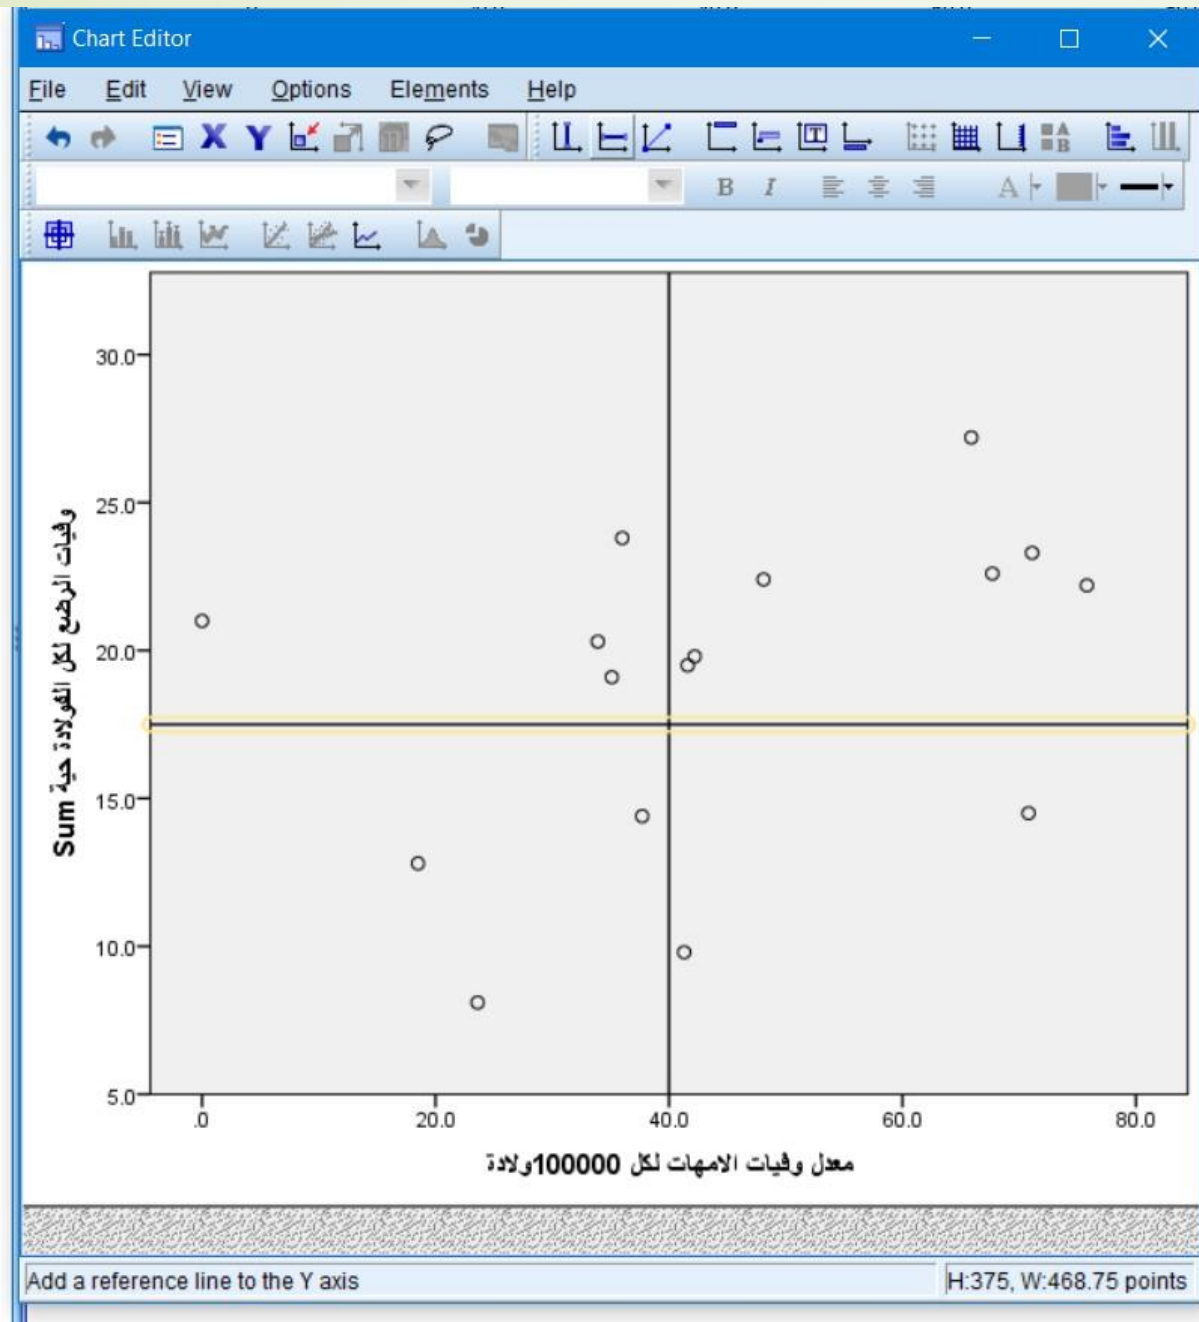 Chart Editor
File Edit View Options Elements Help
B I A
30.0
25.0
20.0
15.0
10.0
5.0
Sum وفيات الرضع لكل الفولادة حية
.0 20.0 40.0 60.0 80.0
معدل وفيات الامهات لكل 100000ولادة
Add a reference line to the Y axis
H:375, W:468.75 points